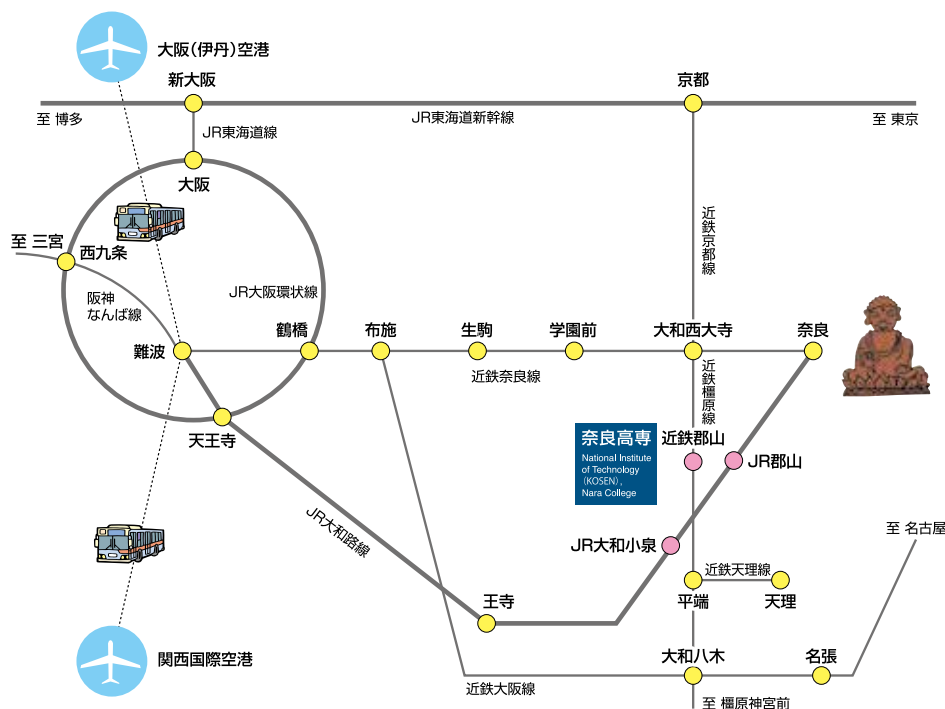 大阪（伊丹）空港
新大阪
京都
至 博多
JR東海道新幹線
至 東京
JR東海道線
大阪
至 三宮
西九条
近鉄京都線
阪神
なんば線
JR大阪環状線
難波
鶴橋
布施
生駒
学園前
大和西大寺
奈良
近鉄奈良線
近鉄橿原線
天王寺
奈良高専
National Institute
of Technology
（KOSEN）,
Nara College
近鉄郡山
JR郡山
JR大和路線
JR大和小泉
至 名古屋
近鉄天理線
王寺
平端
天理
関西国際空港
大和八木
名張
近鉄大阪線
至 橿原神宮前